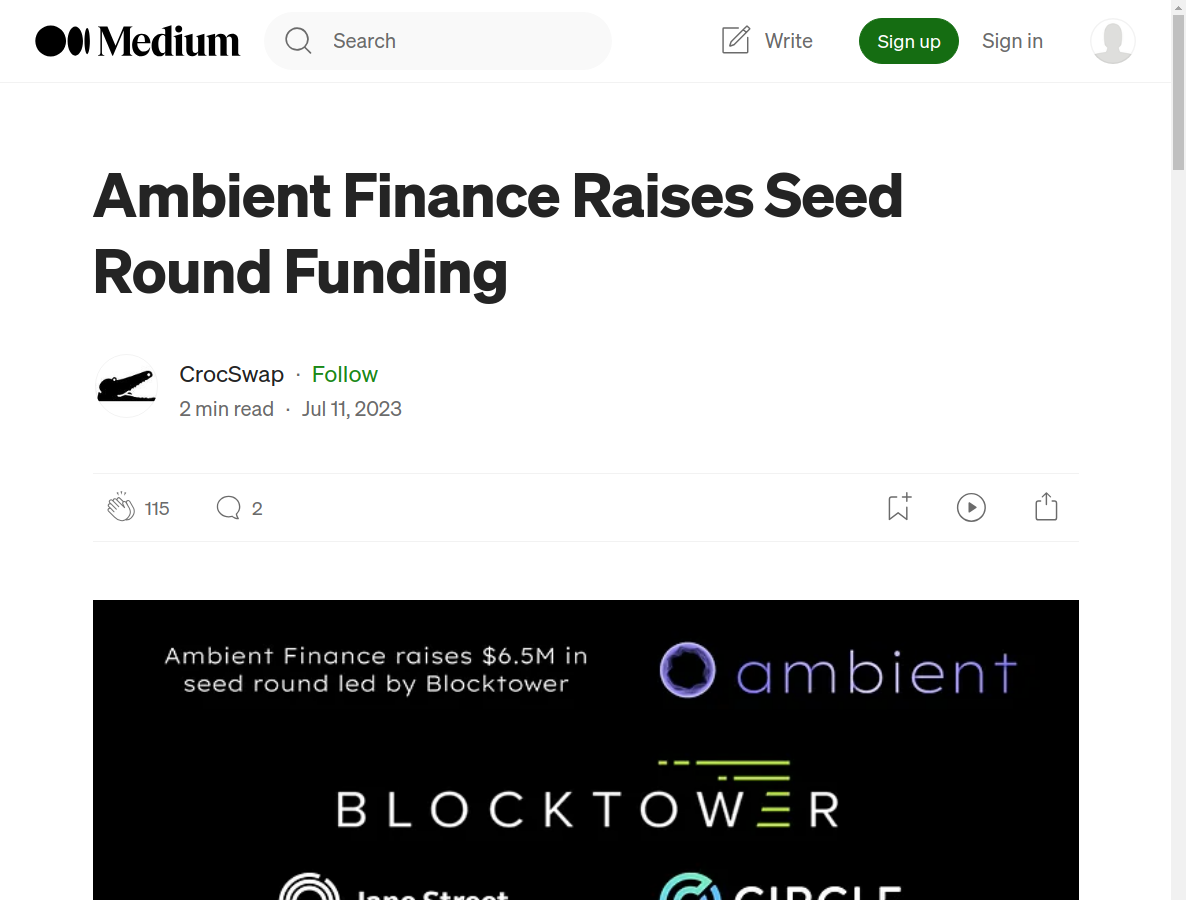 Medium
Search
Write
Sign up
Sign in
Ambient Finance Raises Seed
Round Funding
CrocSwap · Follow
2 min read · Jul 11, 2023
115
2
Ambient Finance raises $6.5M in
seed round led by Blocktower
ambient
BLOCKTOWER
Jane Street
CIRCLE